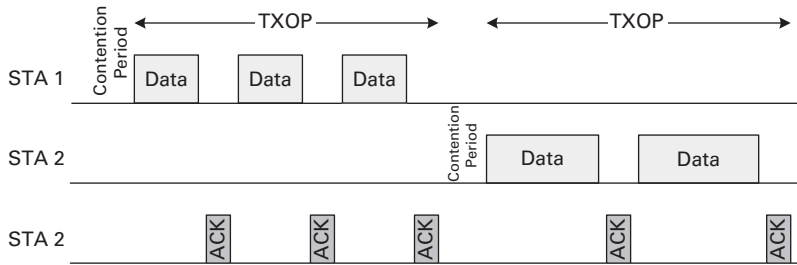 TXOP
TXOP
Contention
Period
STA 1
Data
Data
Data
Contention
Period
STA 2
Data
Data
STA 2
ACK
ACK
ACK
ACK
ACK